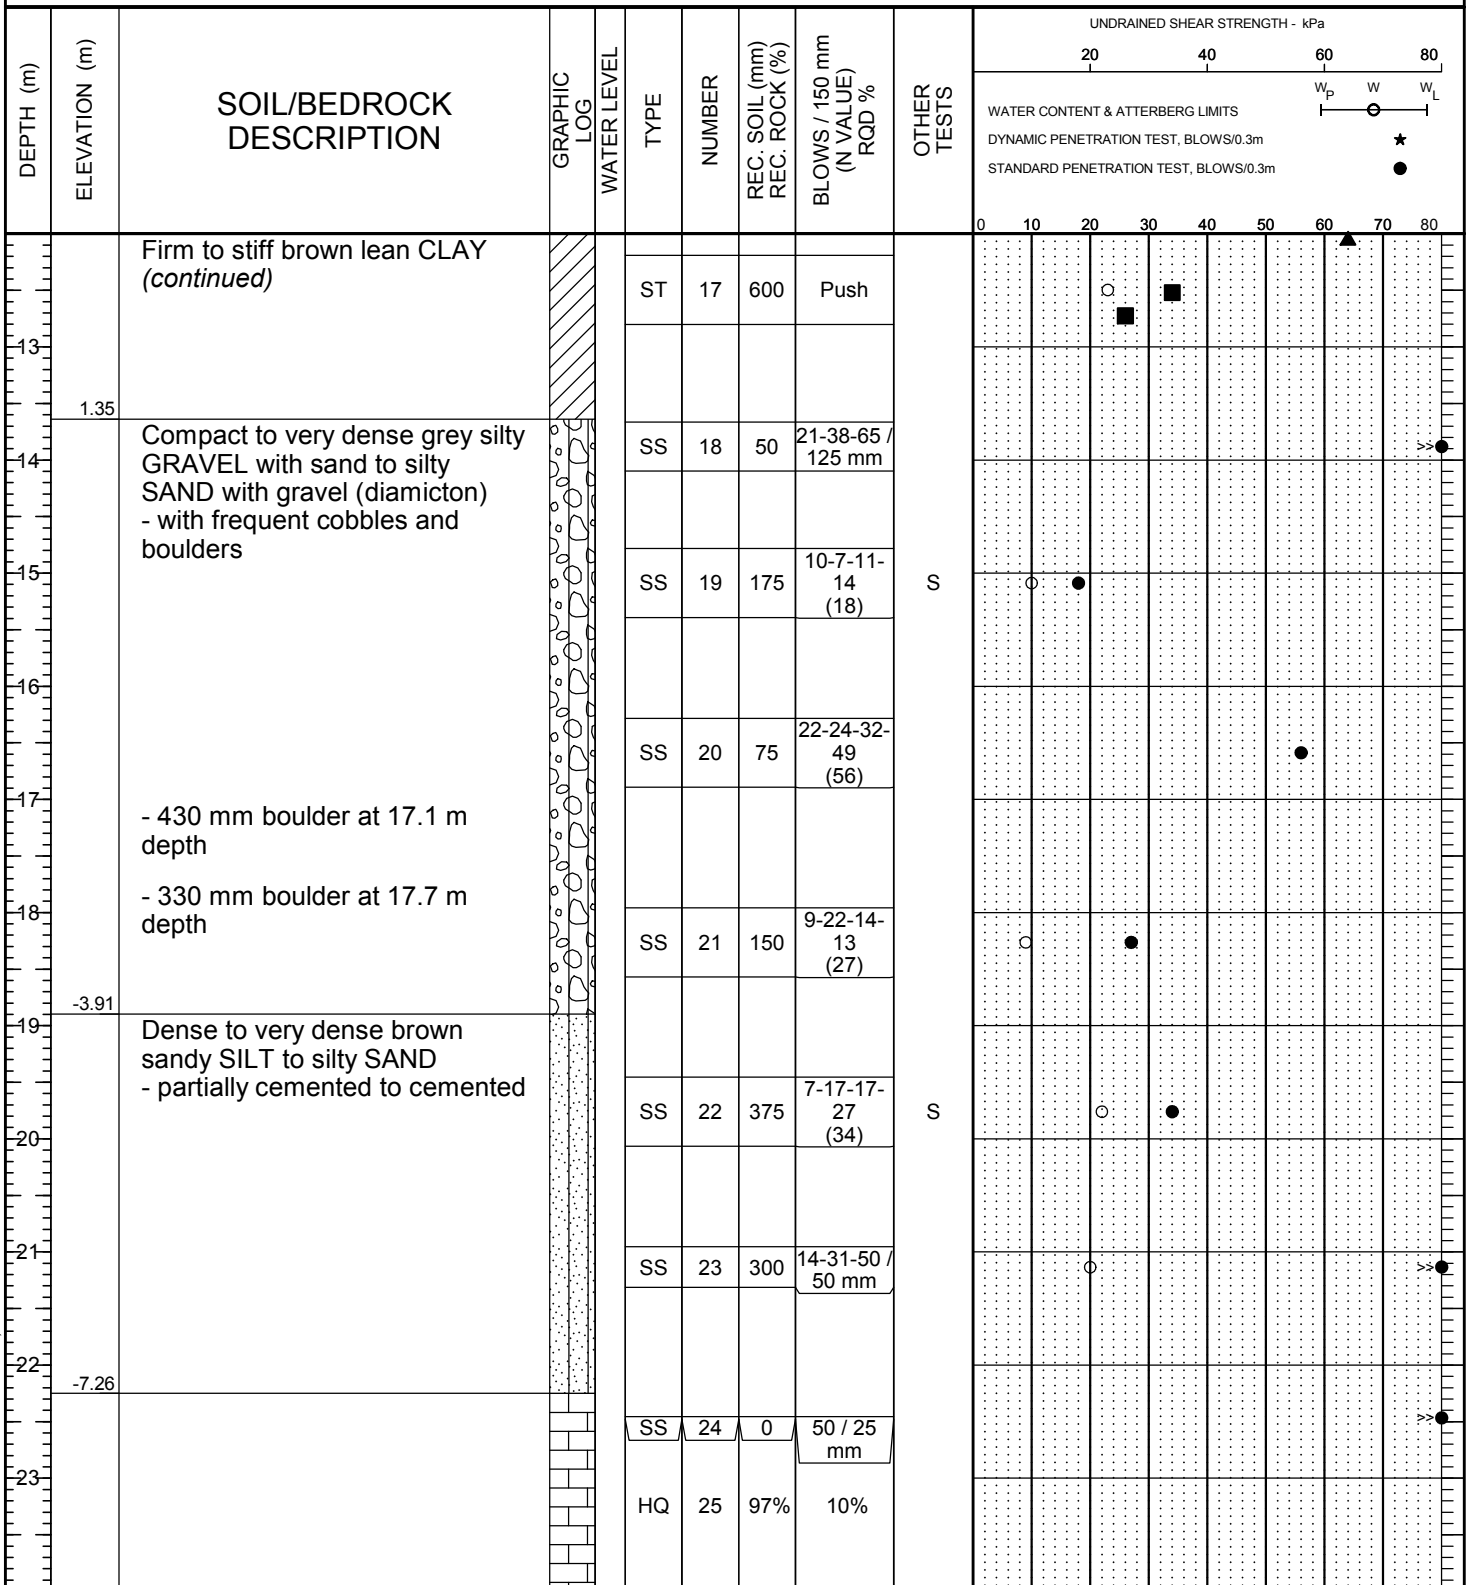 UNDRAINED SHEAR STRENGTH - kPa
20 40 60 80
DEPTH (m)
ELEVATION (m)
SOIL/BEDROCK
DESCRIPTION
GRAPHIC
LOG
WATER LEVEL
TYPE
NUMBER
REC. SOIL (mm)
REC. ROCK (%)
BLOWS / 150 mm
(N VALUE)
RQD %
OTHER
TESTS
WP W WL
WATER CONTENT & ATTERBERG LIMITS
DYNAMIC PENETRATION TEST, BLOWS/0.3m ★
STANDARD PENETRATION TEST, BLOWS/0.3m ●
0 10 20 30 40 50 60 70 80
Firm to stiff brown lean CLAY
(continued)
ST 17 600 Push
13
1.35
Compact to very dense grey silty
GRAVEL with sand to silty
SAND with gravel (diamicton)
- with frequent cobbles and
boulders
SS 18 50 21-38-65 /
125 mm
>>
14
15
SS 19 175 10-7-11-
14
(18)
S
16
SS 20 75 22-24-32-
49
(56)
17
- 430 mm boulder at 17.1 m
depth
- 330 mm boulder at 17.7 m
depth
18
SS 21 150 9-22-14-
13
(27)
-3.91
19
Dense to very dense brown
sandy SILT to silty SAND
- partially cemented to cemented
SS 22 375 7-17-17-
27
(34)
S
20
21
SS 23 300 14-31-50 /
50 mm
>>
22
-7.26
SS 24 0 50 / 25
mm
>>
23
HQ 25 97% 10%